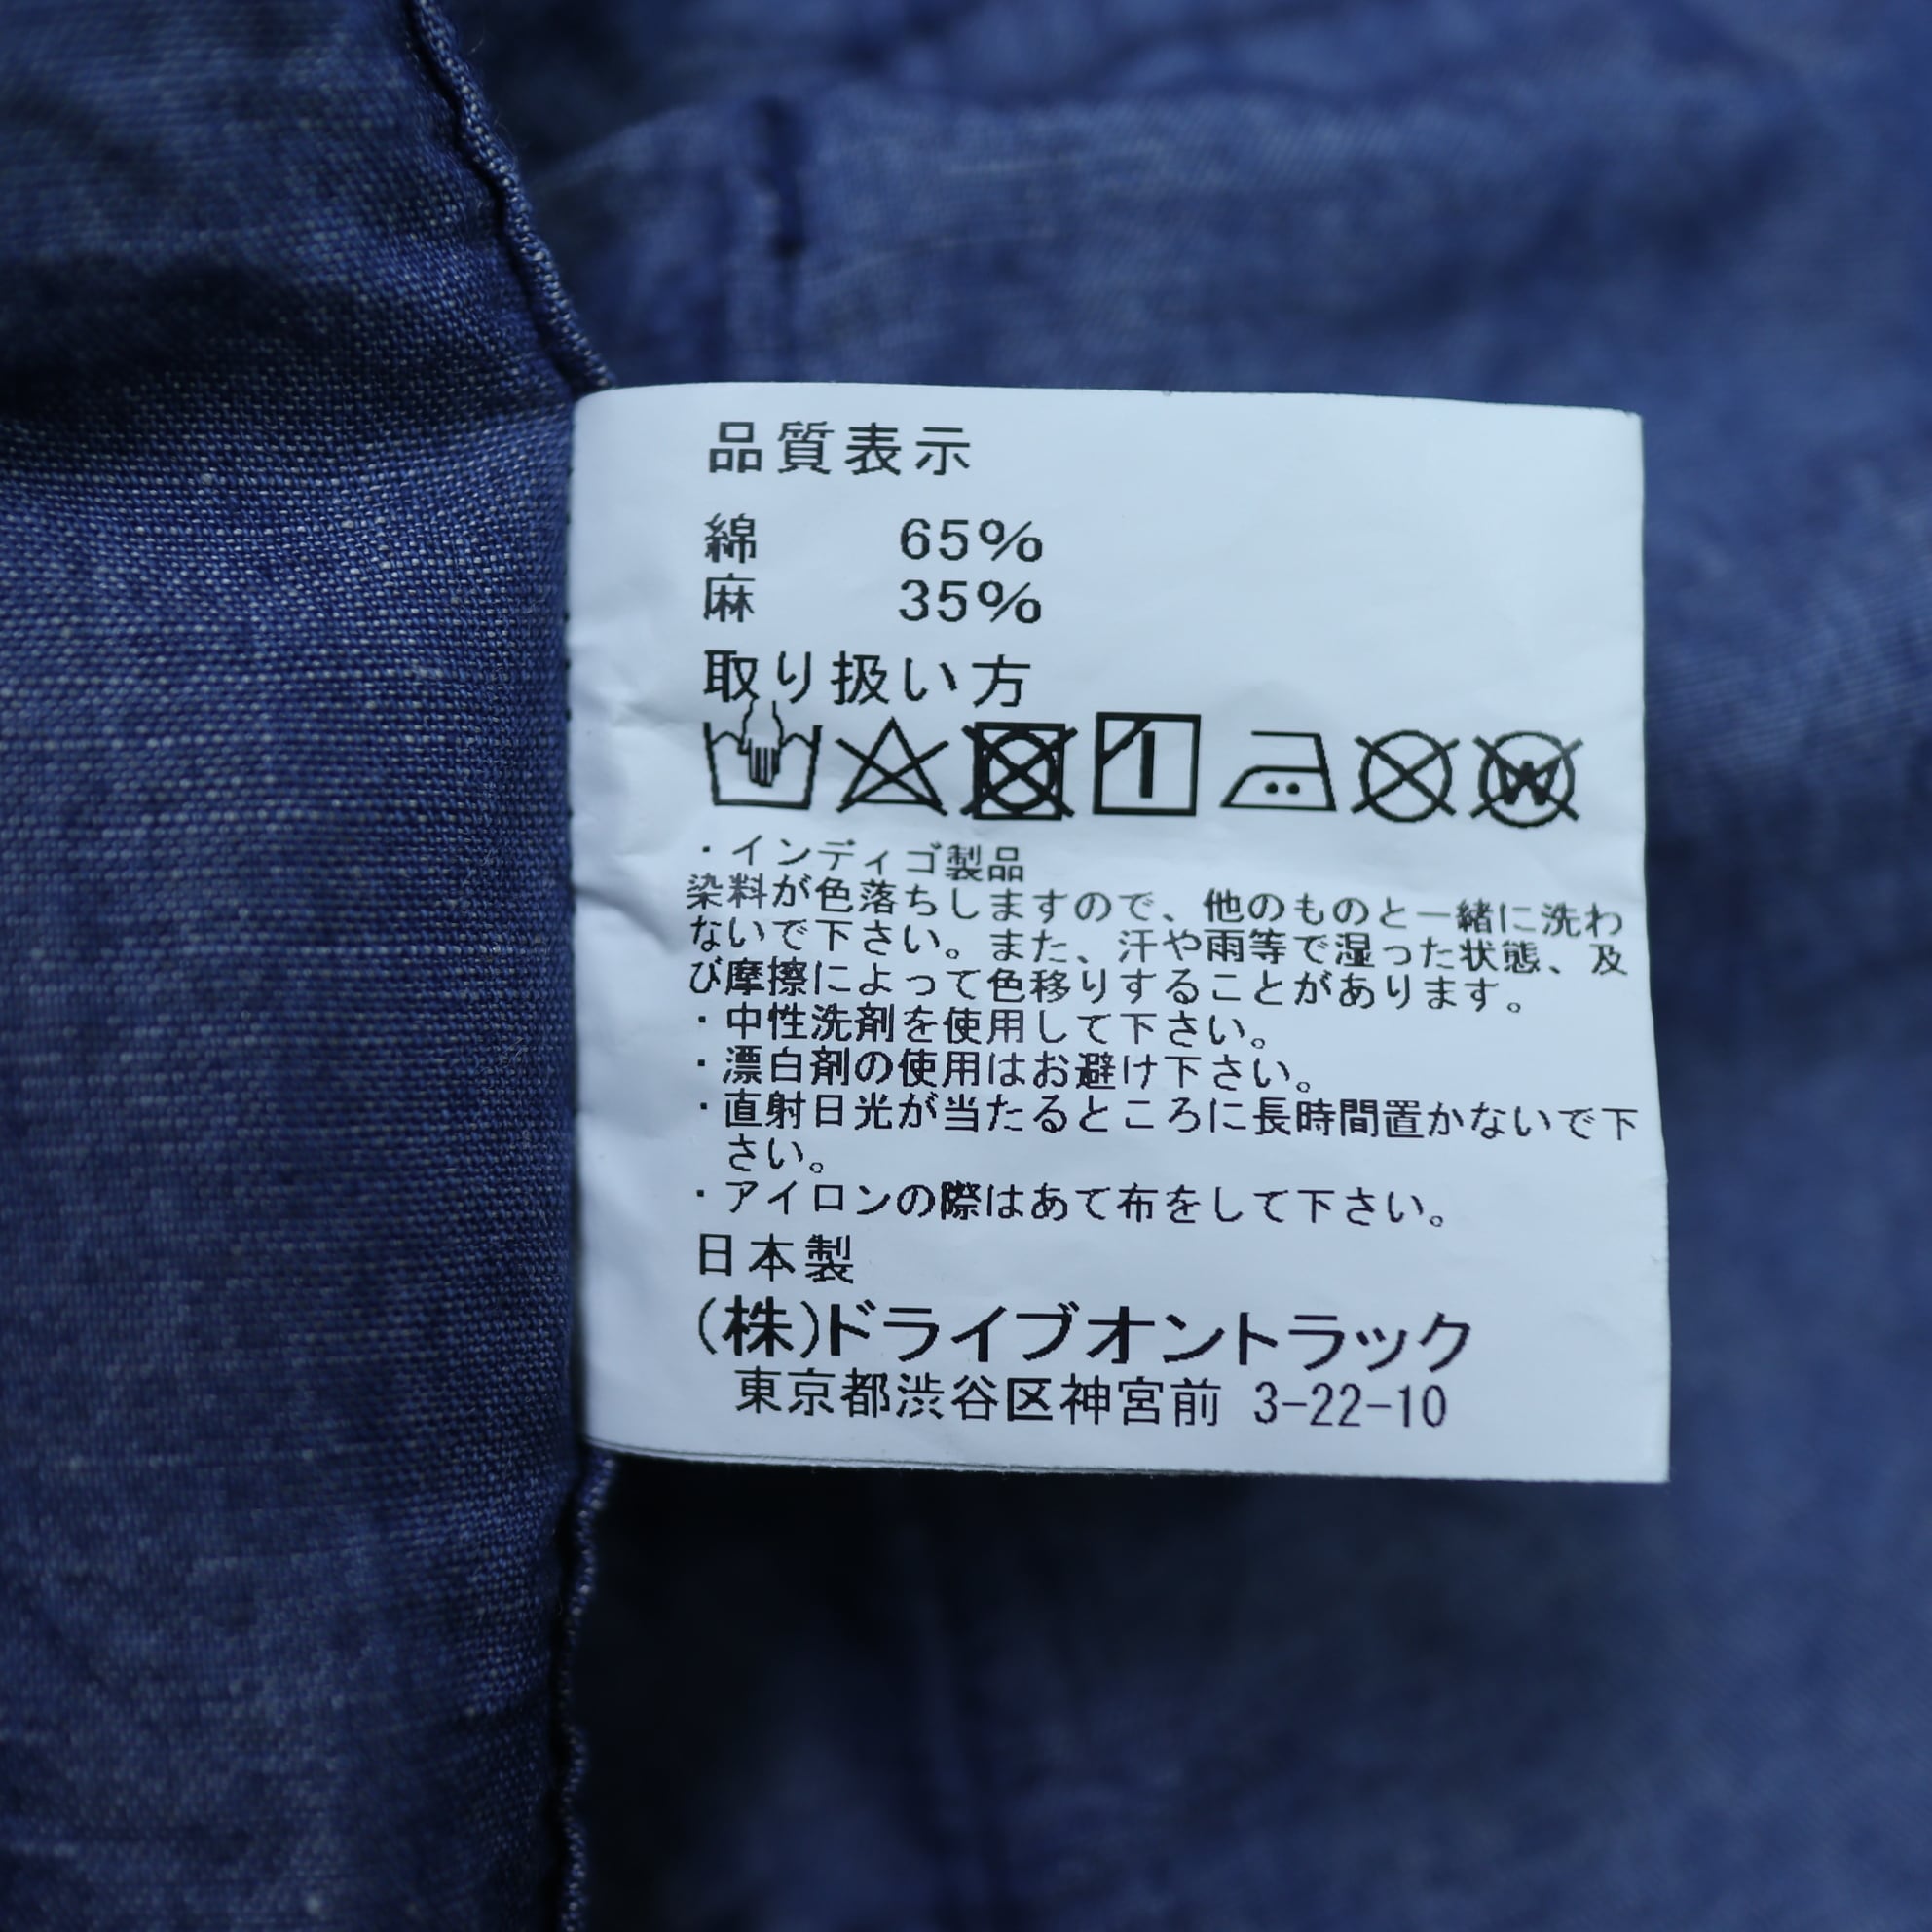 品質表示
綿 65%
麻 35%
取り扱い方
W
・インディゴ製品
染料が色落ちしますので、他のものと一緒に洗わ
ないで下さい。また、汗や雨等で湿った状態、及
び摩擦によって色移りすることがあります。
・中性洗剤を使用して下さい。
・漂白剤の使用はお避け下さい。
・直射日光が当たるところに長時間置かないで下
さい。
・アイロンの際はあて布をして下さい。
日本製
(株)ドライブオントラック
東京都渋谷区神宮前 3-22-10